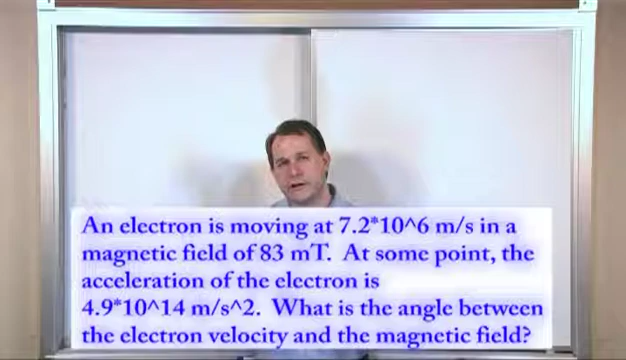 An electron is moving at 7.2*10^6 m/s in a
magnetic field of 83 mT. At some point, the
acceleration of the electron is
4.9*10^14 m/s^2. What is the angle between
the electron velocity and the magnetic field?